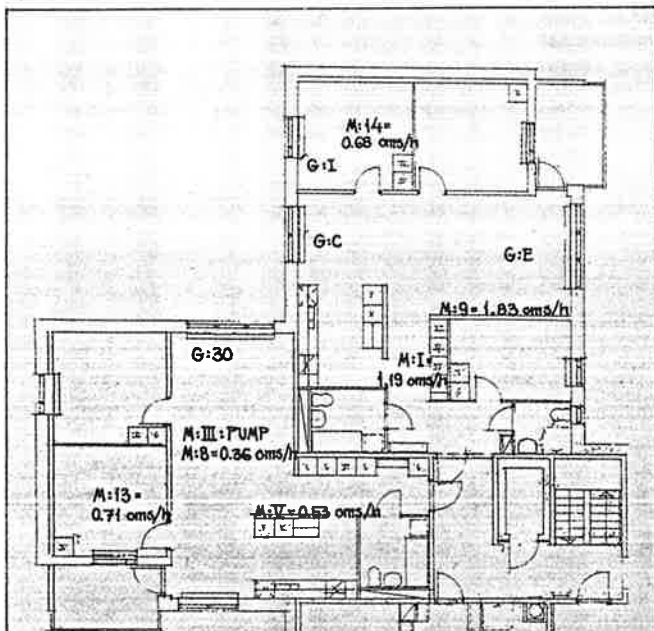 M:14=
0.68 oms/h
G:I
G:C
G:E
M:9=1.83 oms/h
M:I=
1.19 oms/h
G:30
M:III:PUMP
M:8=0.36 oms/h
M:13=
0.71 oms/h
M:V=0.53 oms/h